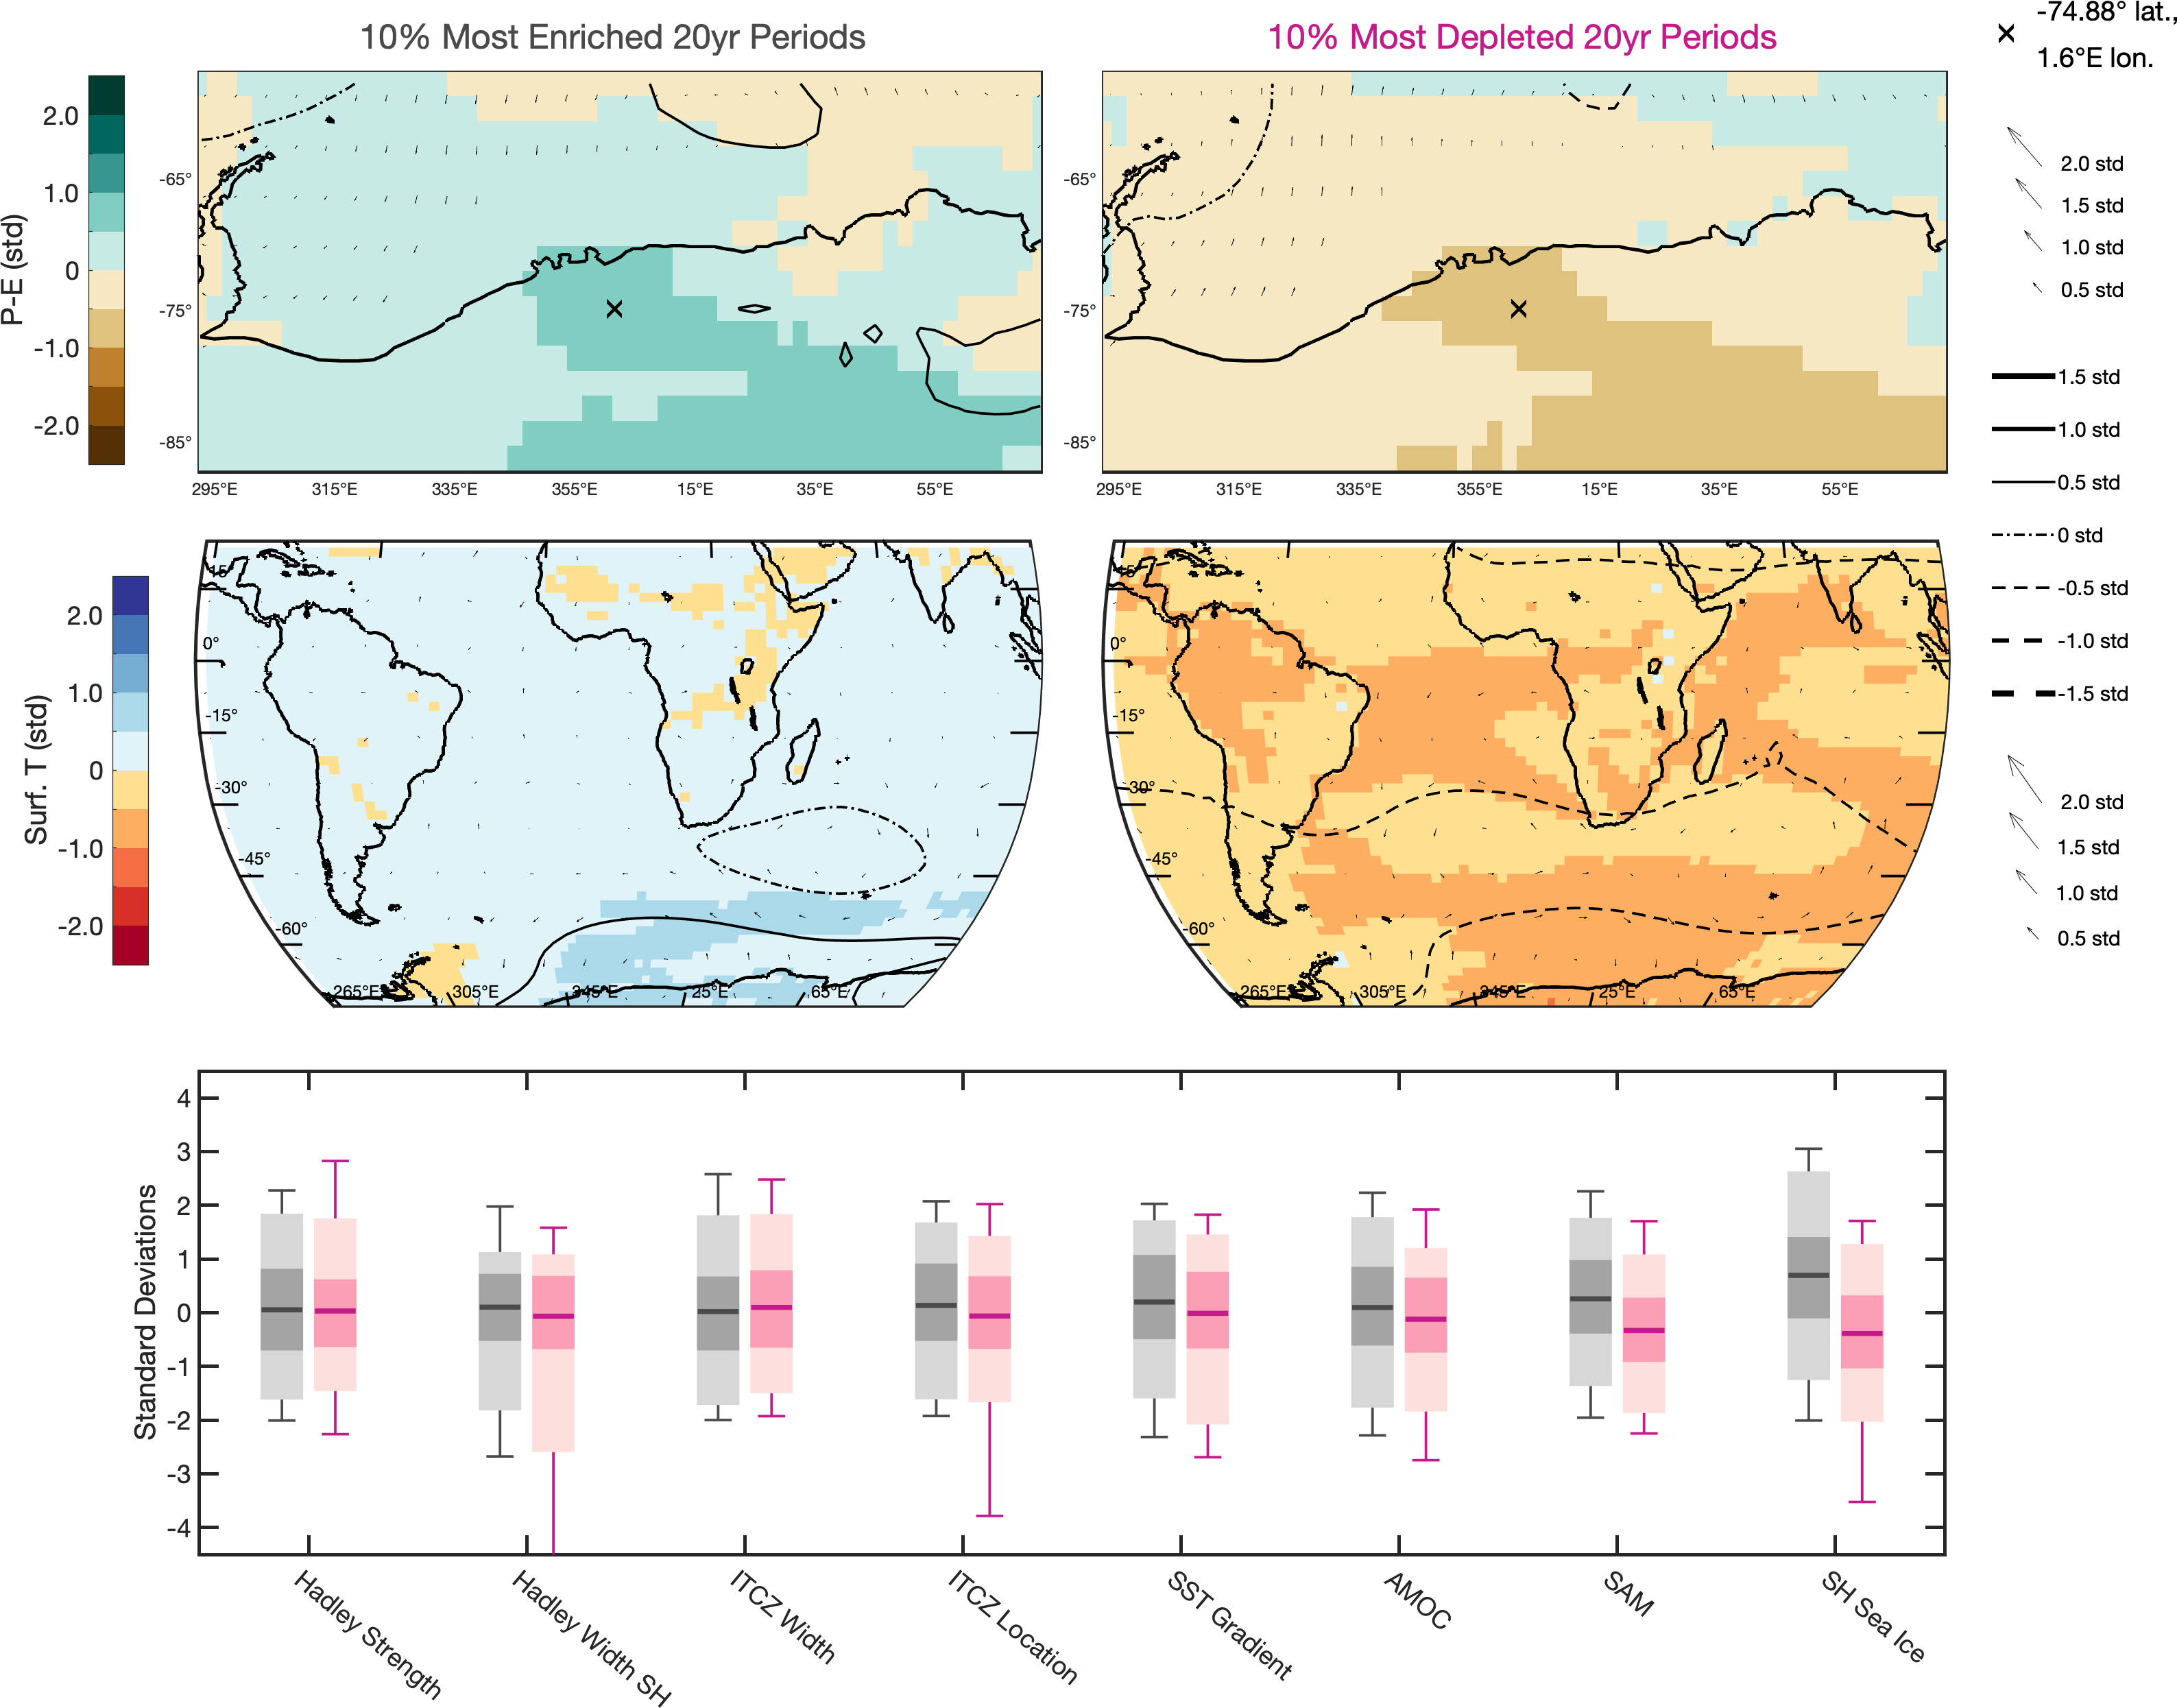 10% Most Enriched 20yr Periods
10% Most Depleted 20yr Periods
-74.88° lat.,
1.6°E lon.
P-E (std)
2.0
1.0
0
-1.0
-2.0
-65°
-75°
-85°
295°E 315°E 335°E 355°E 15°E 35°E 55°E
-65°
-75°
-85°
295°E 315°E 335°E 355°E 15°E 35°E 55°E
2.0 std
1.5 std
1.0 std
0.5 std
1.5 std
1.0 std
0.5 std
0 std
-0.5 std
-1.0 std
-1.5 std
2.0 std
1.5 std
1.0 std
0.5 std
Surf. T (std)
2.0
1.0
0
-1.0
-2.0
15°
0°
-15°
-30°
-45°
-60°
265°E 305°E 345°E 25°E 65°E
15°
0°
-15°
-30°
-45°
-60°
265°E 305°E 345°E 25°E 65°E
Standard Deviations
4
3
2
1
0
-1
-2
-3
-4
Hadley Strength
Hadley Width SH
ITCZ Width
ITCZ Location
SST Gradient
AMOC
SAM
SH Sea Ice